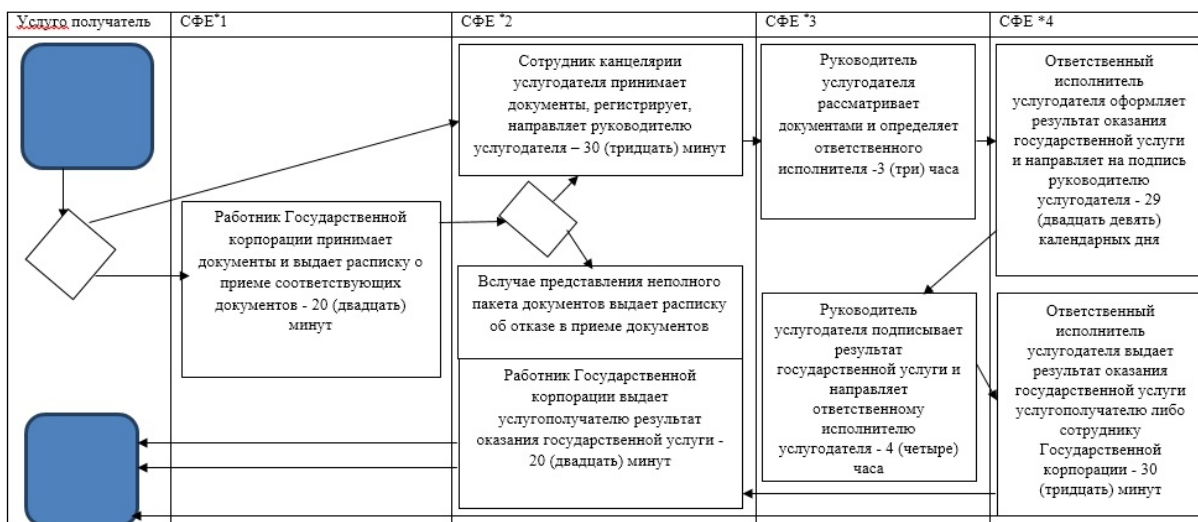 Услуго получатель
СФЕ*1
СФЕ *2
СФЕ *3
СФЕ *4
Сотрудник канцелярии
услугодателя принимает
документы, регистрирует,
направляет руководителю
услугодателя – 30 (тридцать) минут
Руководитель
услугодателя
рассматривает
документами и определяет
ответственного
исполнителя -3 (три) часа
Ответственный
исполнитель
услугодателя оформляет
результат оказания
государственной услуги
и направляет на подпись
руководителю
услугодателя - 29
(двадцать девять)
календарных дня
Работник Государственной
корпорации принимает
документы и выдает расписку о
приеме соответствующих
документов - 20 (двадцать)
минут
Вслучае представления неполного
пакета документов выдает расписку
об отказе в приеме документов
Руководитель
услугодателя подписывает
результат
государственной услуги и
направляет
ответственному
исполнителю
услугодателя - 4 (четыре)
часа
Ответственный
исполнитель
услугодателя выдает
результат оказания
государственной услуги
услугополучателю либо
сотруднику
Государственной
корпорации - 30
(тридцать) минут
Работник Государственной
корпорации выдает
услугополучателю результат
оказания государственной услуги -
20 (двадцать) минут